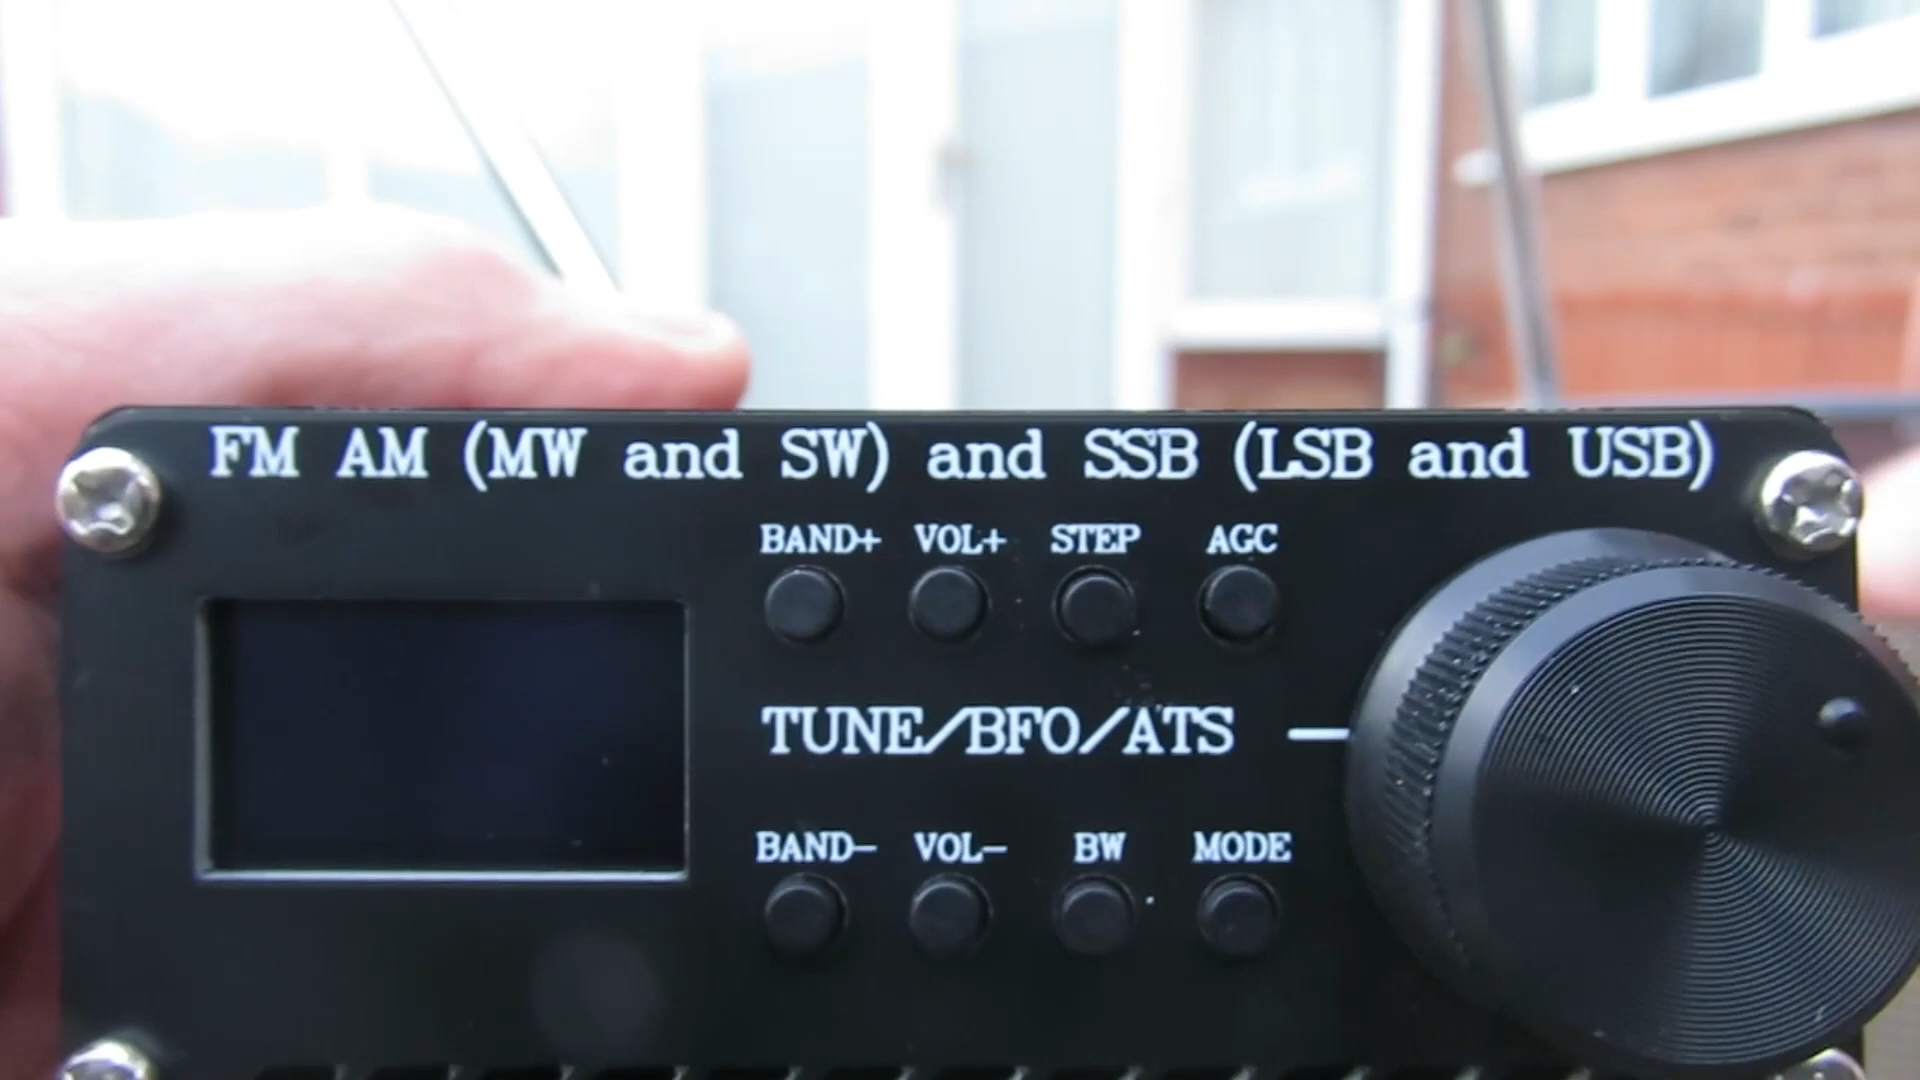 FM AM (MW and SW) and SSB (LSB and USB)
BAND+ VOL+ STEP AGC
TUNE/BFO/ATS
BAND- VOL- BW MODE